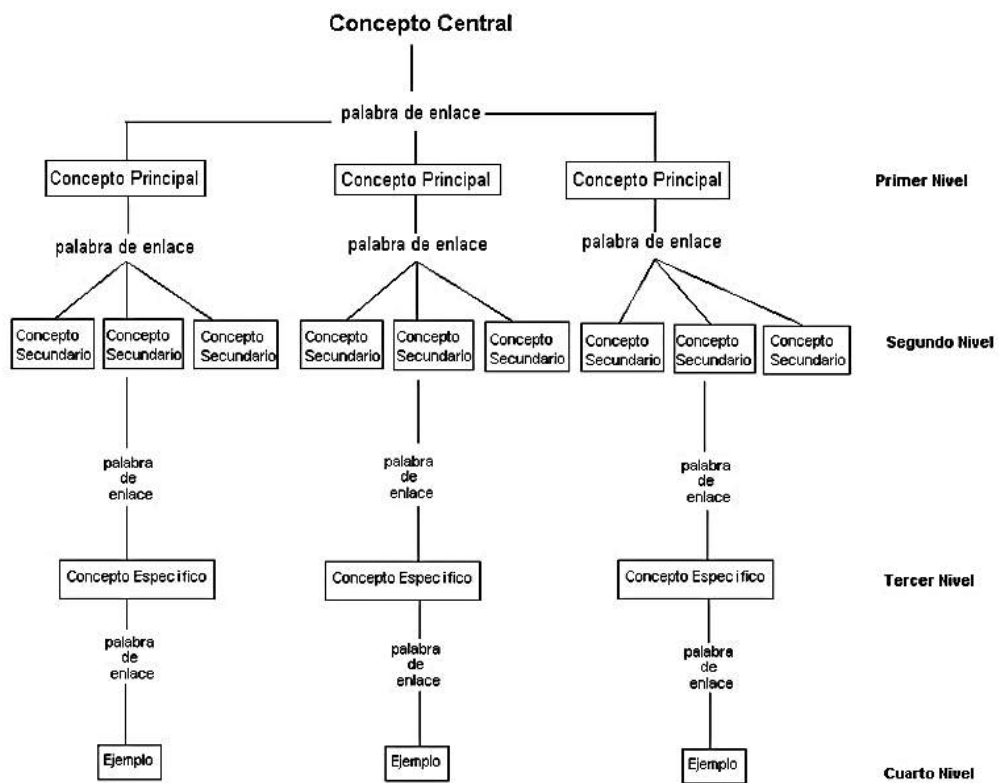 Concepto Central
palabra de enlace
Concepto Principal
Concepto Principal
Concepto Principal
Primer Nivel
palabra de enlace
palabra de enlace
palabra de enlace
Concepto
Secundario
Concepto
Secundario
Concepto
Secundario
Concepto
Secundario
Concepto
Secundario
Concepto
Secundario
Concepto
Secundario
Concepto
Secundario
Concepto
Secundario
Segundo Nivel
palabra
de
enlace
palabra
de
enlace
palabra
de
enlace
Concepto Específico
Concepto Específico
Concepto Específico
Tercer Nivel
palabra
de
enlace
palabra
de
enlace
palabra
de
enlace
Ejemplo
Ejemplo
Ejemplo
Cuarto Nivel